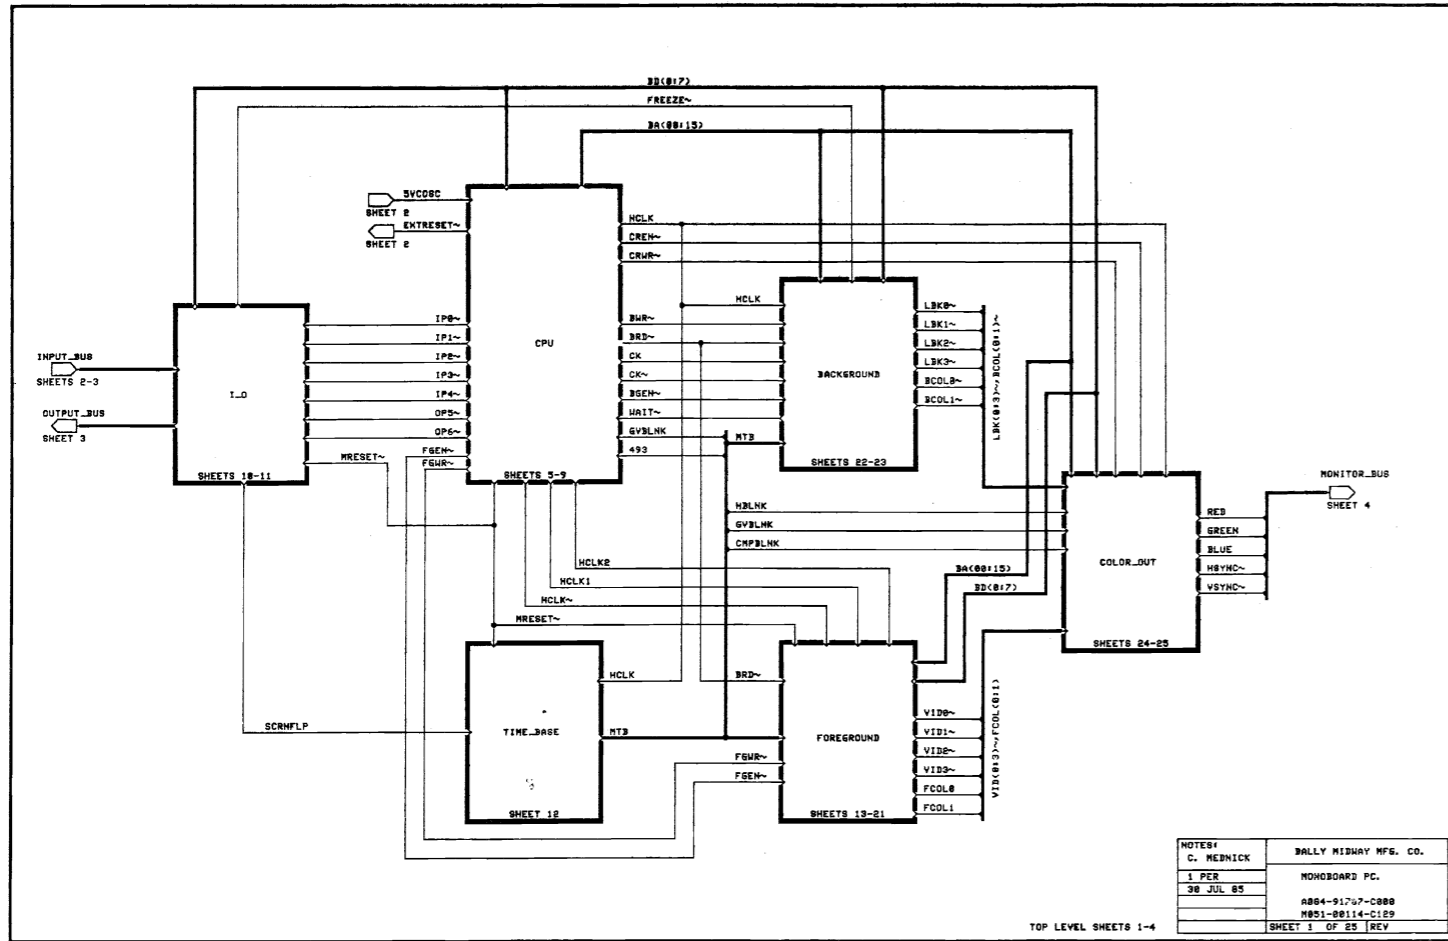 BD(0:7)
FREEZE~
BA(00:15)
5VCOSC
SHEET 2
EXTRESET~
SHEET 2
HCLK
CREN~
CRWR~
HCLK
BWR~
BRD~
CK
CK~
BGEN~
WAIT~
GVBLNK
493
MTB
IP0~
IP1~
IP2~
IP3~
IP4~
OP5~
OP6~
FGEN~
FGWR~
MRESET~
CPU
SHEETS 5-9
INPUT_BUS
SHEETS 2-3
OUTPUT_BUS
SHEET 3
I_O
SHEETS 10-11
BACKGROUND
SHEETS 22-23
LBK0~
LBK1~
LBK2~
LBK3~
BCOL0~
BCOL1~
LBK(0:3)~,BCOL(0:1)~
HBLNK
GVBLNK
CMPBLNK
BA(00:15)
BD(0:7)
COLOR_OUT
SHEETS 24-25
RED
GREEN
BLUE
HSYNC~
VSYNC~
MONITOR_BUS
SHEET 4
HCLK2
HCLK1
HCLK~
MRESET~
HCLK
BRD~
SCRNFLP
TIME_BASE
MTB
SHEET 12
FGWR~
FGEN~
FOREGROUND
SHEETS 13-21
VID0~
VID1~
VID2~
VID3~
FCOL0
FCOL1
VID(0:3)~,FCOL(0:1)
TOP LEVEL SHEETS 1-4
NOTES:
C. MEDNICK
1 PER
30 JUL 85
BALLY MIDWAY MFG. CO.
MONOBOARD PC.
A084-91767-C000
M051-00114-C129
SHEET 1 OF 25 REV